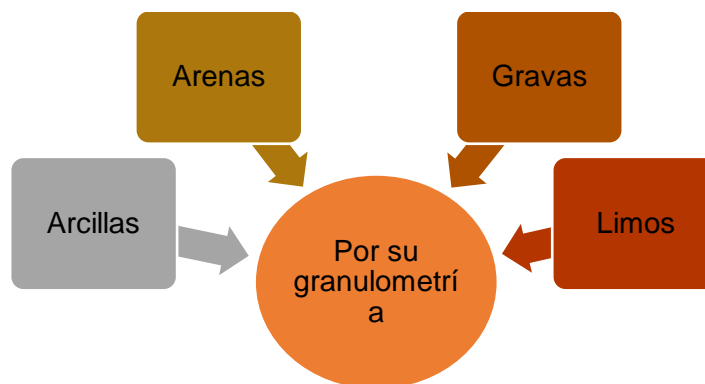 Arenas
Gravas
Arcillas
Limos
Por su
granulometrí
a